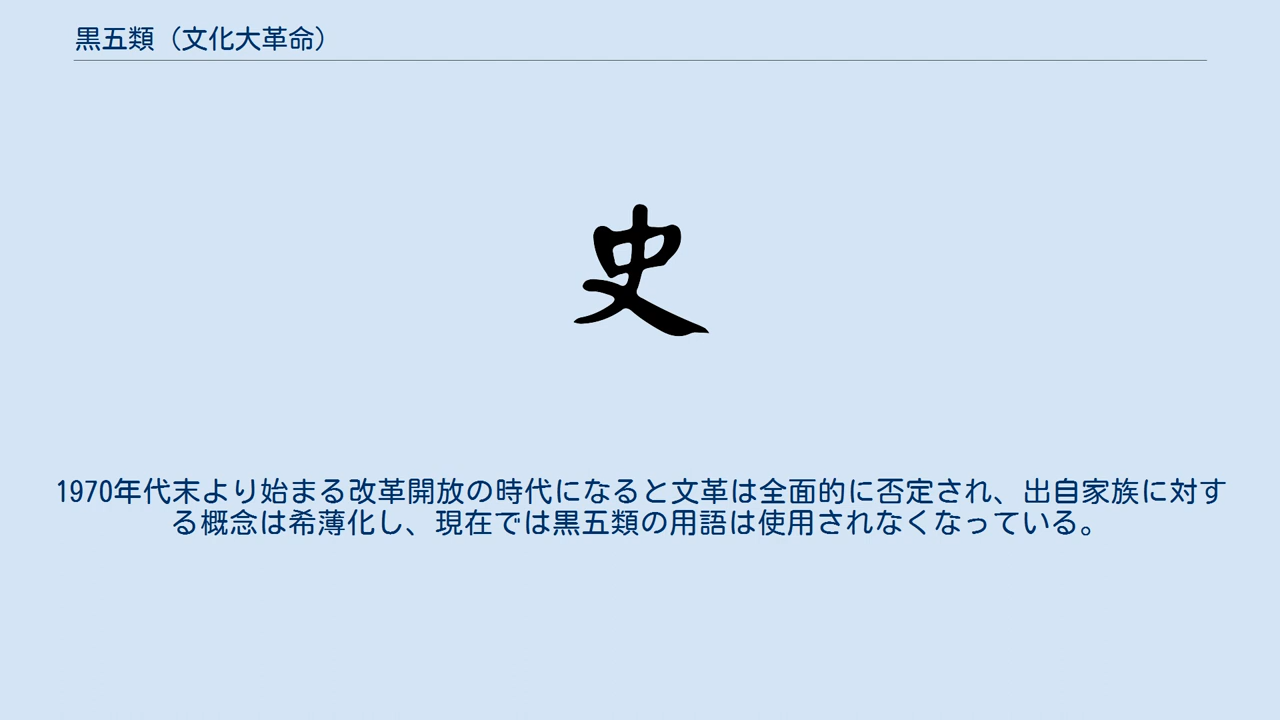 黒五類（文化大革命）
史
1970年代末より始まる改革開放の時代になると文革は全面的に否定され、出自家族に対す
る概念は希薄化し、現在では黒五類の用語は使用されなくなっている。